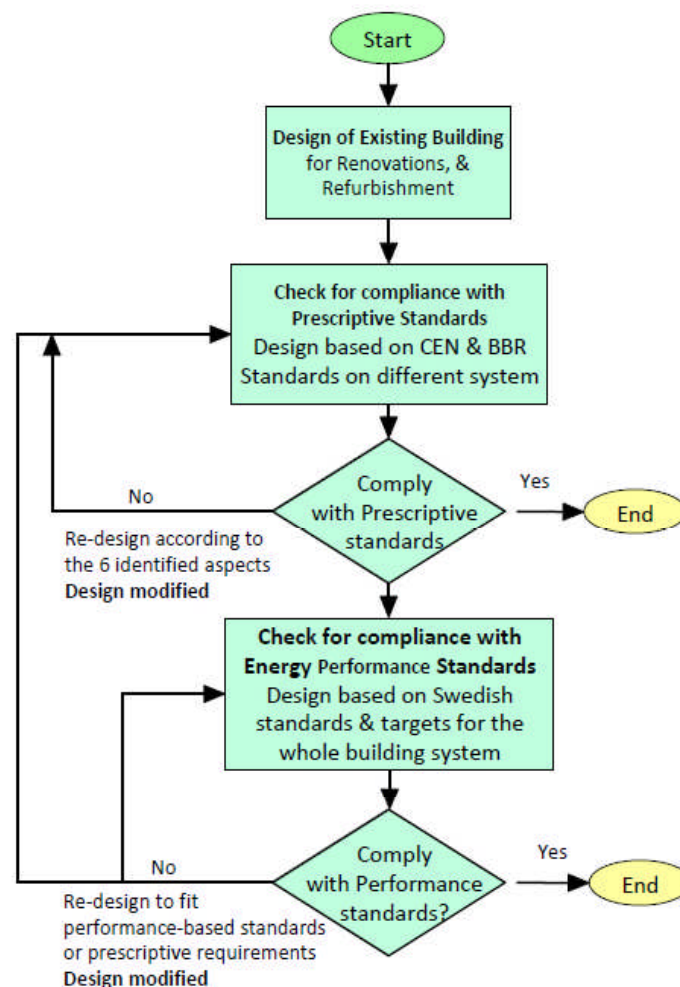 Start
Design of Existing Building
for Renovations, &
Refurbishment
Check for compliance with
Prescriptive Standards
Design based on CEN & BBR
Standards on different system
No
Comply
with Prescriptive
standards
Yes
End
Re-design according to
the 6 identified aspects
Design modified
Check for compliance with
Energy Performance Standards
Design based on Swedish
standards & targets for the
whole building system
No
Comply
with Performance
standards?
Yes
End
Re-design to fit
performance-based standards
or prescriptive requirements
Design modified